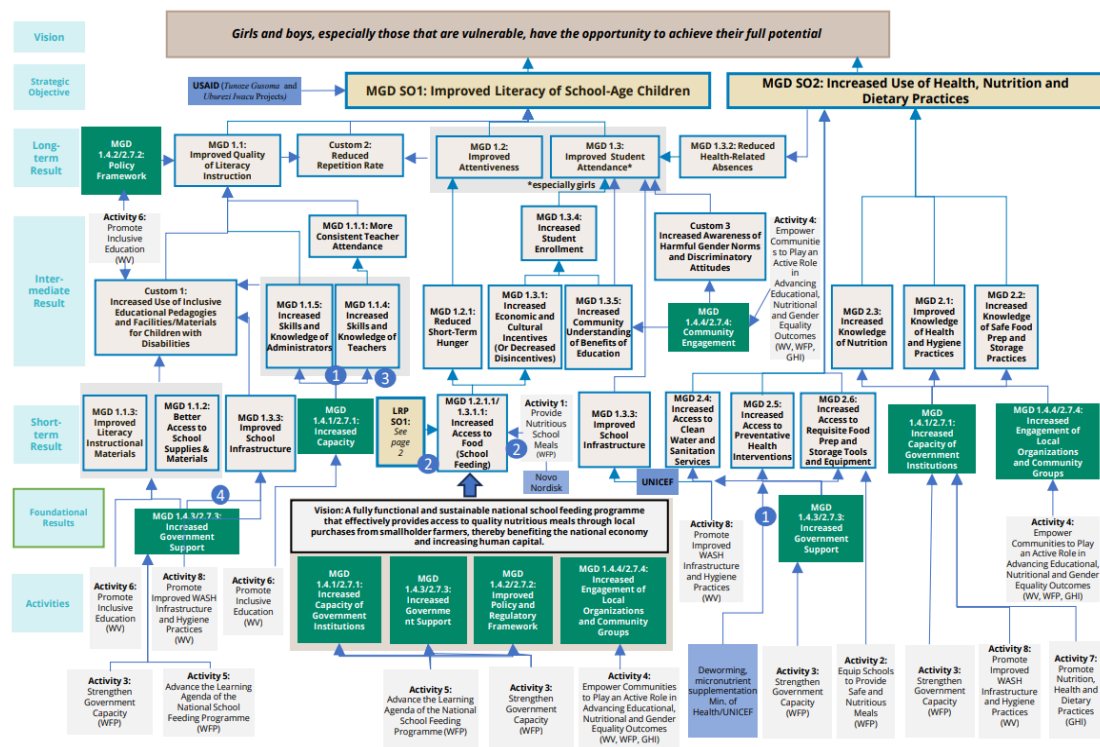 Vision
Girls and boys, especially those that are vulnerable, have the opportunity to achieve their full potential
Strategic
Objective
USAID (Tunoze Gusoma and
Uburezi Iwacu Projects)
MGD SO1: Improved Literacy of School-Age Children
MGD SO2: Increased Use of Health, Nutrition and
Dietary Practices
Long-
term
Result
MGD
1.4.2/2.7.2:
Policy
Framework
MGD 1.1:
Improved Quality
of Literacy
Instruction
Custom 2:
Reduced
Repetition Rate
MGD 1.2:
Improved
Attentiveness
MGD 1.3:
Improved Student
Attendance*
*especially girls
MGD 1.3.2: Reduced
Health-Related
Absences
Inter-
mediate
Result
Activity 6:
Promote
Inclusive
Education
(WV)
MGD 1.1.1: More
Consistent Teacher
Attendance
MGD 1.3.4:
Increased
Student
Enrollment
Custom 3
Increased Awareness of
Harmful Gender Norms
and Discriminatory
Attitudes
Activity 4:
Empower
Communitie
s to Play an
Active Role
in
Advancing
Educational,
Nutritional
and Gender
Equality
Outcomes
(WV, WFP,
GHI)
Custom 1:
Increased Use of Inclusive
Educational Pedagogies
and Facilities/Materials
for Children with
Disabilities
MGD 1.1.5:
Increased
Skills and
Knowledge of
Administrators
MGD 1.1.4:
Increased
Skills and
Knowledge of
Teachers
MGD 1.2.1:
Reduced
Short-Term
Hunger
MGD 1.3.1:
Increased
Economic and
Cultural
Incentives
(Or Decreased
Disincentives)
MGD 1.3.5:
Increased
Community
Understanding
of Benefits of
Education
MGD
1.4.4/2.7.4:
Community
Engagement
MGD 2.3:
Increased
Knowledge
of Nutrition
MGD 2.1:
Improved
Knowledge
of Health
and Hygiene
Practices
MGD 2.2:
Increased
Knowledge
of Safe Food
Prep and
Storage
Practices
1
3
Short-
term
Result
MGD 1.1.3:
Improved
Literacy
Instructional
Materials
MGD 1.1.2:
Better
Access to
School
Supplies &
Materials
MGD 1.3.3:
Improved
School
Infrastructure
MGD
1.4.1/2.7.1:
Increased
Capacity
LRP
SO1:
See
page
2
2
MGD 1.2.1.1/
1.3.1.1:
Increased
Access to
Food
(School
Feeding)
2
Activity 1:
Provide
Nutritious
School
Meals
(WFP)
Novo
Nordisk
MGD 1.3.3:
Improved
School
Infrastructure
UNICEF
MGD 2.4:
Increased
Access to
Clean
Water and
Sanitation
Services
MGD 2.5:
Increased
Access to
Preventative
Health
Interventions
MGD 2.6:
Increased
Access to
Requisite Food
Prep and
Storage Tools
and Equipment
MGD
1.4.1/2.7.1:
Increased
Capacity of
Government
Institutions
MGD 1.4.4/2.7.4:
Increased
Engagement of
Local
Organizations
and Community
Groups
4
Foundational
Results
MGD 1.4.3/2.7.3:
Increased
Government
Support
Vision: A fully functional and sustainable national school feeding programme
that effectively provides access to quality nutritious meals through local
purchases from smallholder farmers, thereby benefiting the national economy
and increasing human capital.
1
MGD
1.4.3/2.7.3:
Increased
Government
Support
Activity 8:
Promote
Improved
WASH
Infrastructure
and Hygiene
Practices
(WV)
Activity 4:
Empower
Communities to Play
an Active Role in
Advancing Educational,
Nutritional and Gender
Equality Outcomes
(WV, WFP, GHI)
Activities
Activity 6:
Promote
Inclusive
Education
(WV)
Activity 8:
Promote
Improved WASH
Infrastructure
and Hygiene
Practices
(WV)
Activity 6:
Promote
Inclusive
Education
(WV)
MGD
1.4.1/2.7.1:
Increased
Capacity of
Government
Institutions
MGD
1.4.3/2.7.3:
Increased
Governme
nt Support
MGD
1.4.2/2.7.2:
Improved
Policy and
Regulatory
Framework
MGD 1.4.4/2.7.4:
Increased
Engagement of
Local
Organizations
and Community
Groups
Activity 3:
Strengthen
Government
Capacity
(WFP)
Activity 5:
Advance the Learning
Agenda of the
National School
Feeding Programme
(WFP)
Activity 5:
Advance the Learning
Agenda of the National
School Feeding
Programme (WFP)
Activity 3:
Strengthen
Government
Capacity
(WFP)
Activity 4:
Empower Communities
to Play an Active Role in
Advancing Educational,
Nutritional and Gender
Equality Outcomes
(WV, WFP, GHI)
Deworming,
micronutrient
supplementation
Min. of
Health/UNICEF
Activity 3:
Strengthen
Government
Capacity
(WFP)
Activity 2:
Equip Schools
to Provide
Safe and
Nutritious
Meals
(WFP)
Activity 3:
Strengthen
Government
Capacity
(WFP)
Activity 8:
Promote
Improved
WASH
Infrastructure
and Hygiene
Practices
(WV)
Activity 7:
Promote
Nutrition,
Health and
Dietary
Practices
(GHI)